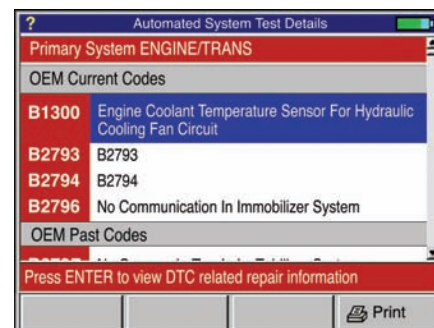 ? Automated System Test Details
Primary System ENGINE/TRANS
OEM Current Codes
B1300 Engine Coolant Temperature Sensor For Hydraulic
Cooling Fan Circuit
B2793 B2793
B2794 B2794
B2796 No Communication In Immobilizer System
OEM Past Codes
Press ENTER to view DTC related repair information
Print